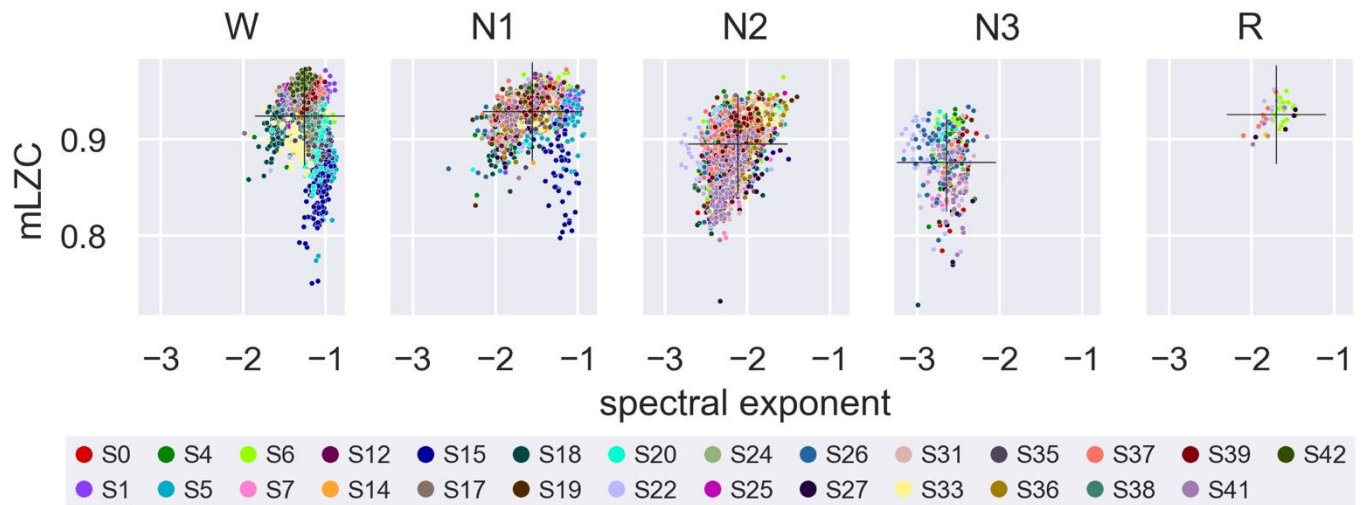 W N1 N2 N3 R
mLZC
0.9
0.8
−3 −2 −1 −3 −2 −1 −3 −2 −1 −3 −2 −1 −3 −2 −1
spectral exponent
S0 S4 S6 S12 S15 S18 S20 S24 S26 S31 S35 S37 S39 S42
S1 S5 S7 S14 S17 S19 S22 S25 S27 S33 S36 S38 S41